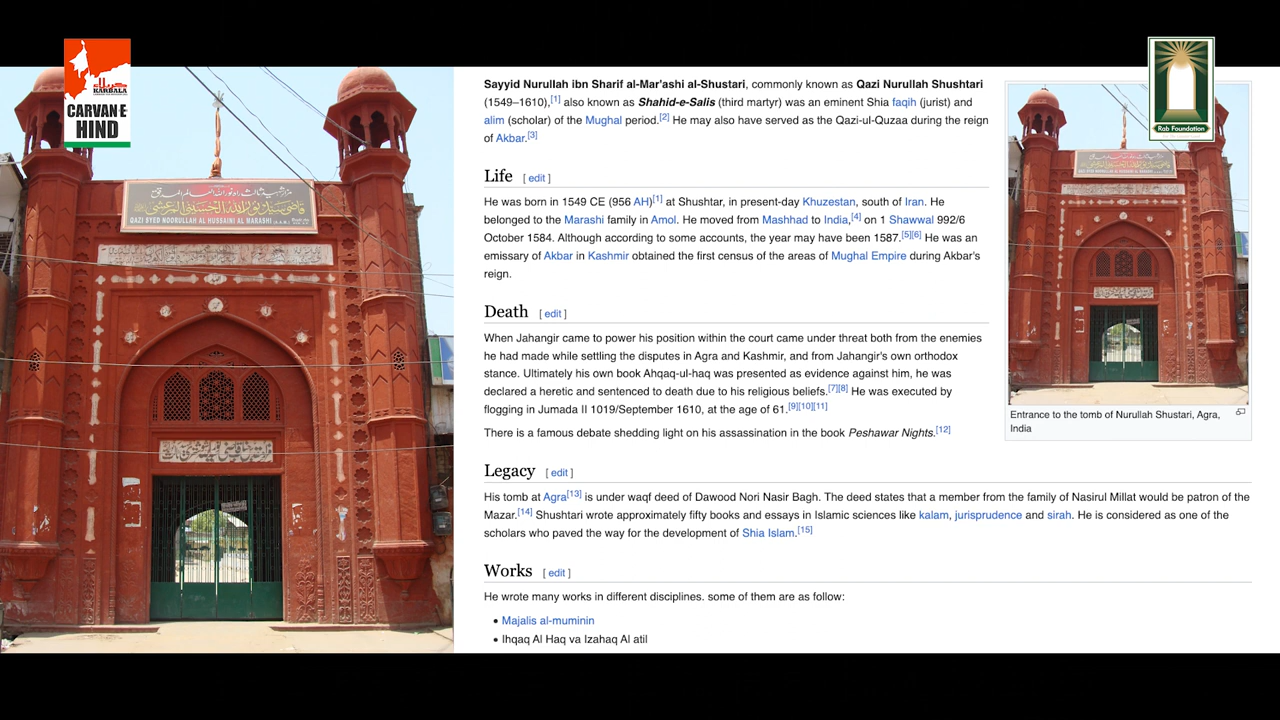 KARBALA
CARVAN-E
HIND
Rab Foundation
QAZI SYED NOORULLAH AL HUSSAINI AL MARASHI
Sayyid Nurullah ibn Sharif al-Mar'ashi al-Shustari, commonly known as Qazi Nurullah Shushtari
(1549–1610),[1] also known as Shahid-e-Salis (third martyr) was an eminent Shia faqih (jurist) and
alim (scholar) of the Mughal period.[2] He may also have served as the Qazi-ul-Quzaa during the reign
of Akbar.[3]
Life [ edit ]
He was born in 1549 CE (956 AH)[1] at Shushtar, in present-day Khuzestan, south of Iran. He
belonged to the Marashi family in Amol. He moved from Mashhad to India,[4] on 1 Shawwal 992/6
October 1584. Although according to some accounts, the year may have been 1587.[5][6] He was an
emissary of Akbar in Kashmir obtained the first census of the areas of Mughal Empire during Akbar's
reign.
Death [ edit ]
When Jahangir came to power his position within the court came under threat both from the enemies
he had made while settling the disputes in Agra and Kashmir, and from Jahangir's own orthodox
stance. Ultimately his own book Ahqaq-ul-haq was presented as evidence against him, he was
declared a heretic and sentenced to death due to his religious beliefs.[7][8] He was executed by
flogging in Jumada II 1019/September 1610, at the age of 61.[9][10][11]
There is a famous debate shedding light on his assassination in the book Peshawar Nights.[12]
Entrance to the tomb of Nurullah Shustari, Agra,
India
Legacy [ edit ]
His tomb at Agra[13] is under waqf deed of Dawood Nori Nasir Bagh. The deed states that a member from the family of Nasirul Millat would be patron of the
Mazar.[14] Shushtari wrote approximately fifty books and essays in Islamic sciences like kalam, jurisprudence and sirah. He is considered as one of the
scholars who paved the way for the development of Shia Islam.[15]
Works [ edit ]
He wrote many works in different disciplines. some of them are as follow:
• Majalis al-muminin
• Ihqaq Al Haq va Izahaq Al atil